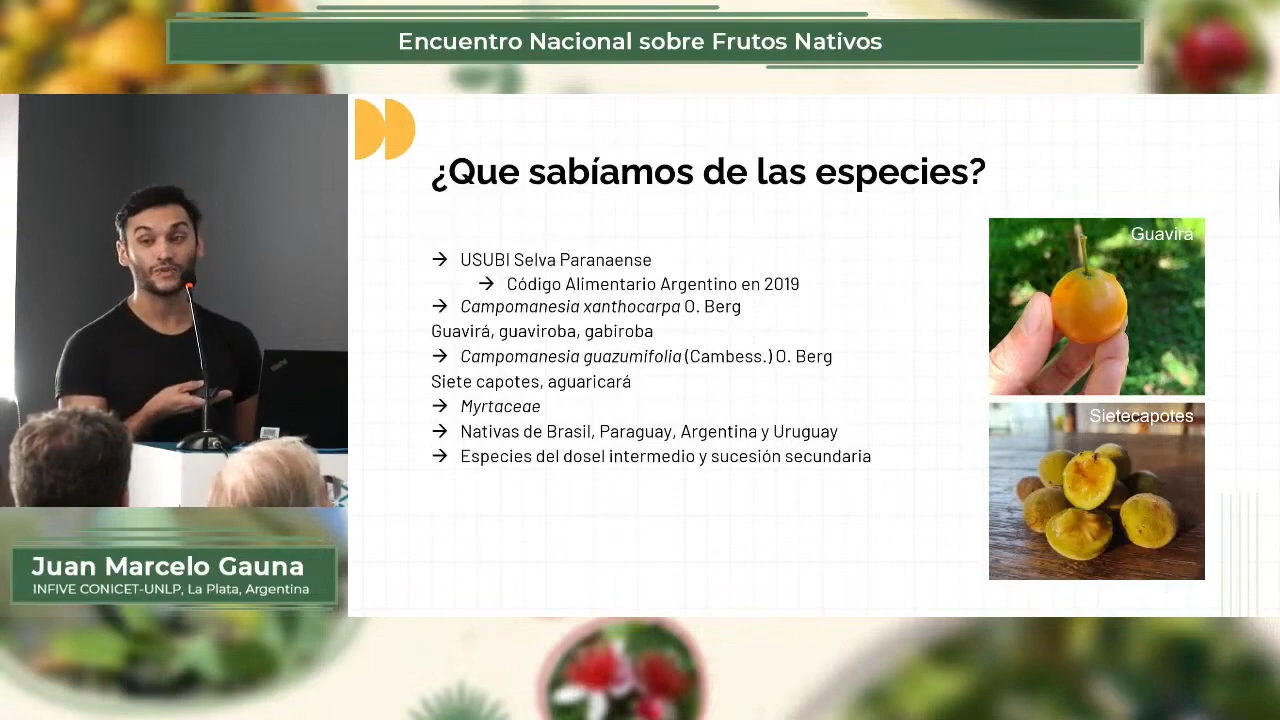 Encuentro Nacional sobre Frutos Nativos
¿Que sabíamos de las especies?
→ USUBI Selva Paranaense
→ Código Alimentario Argentino en 2019
→ Campomanesia xanthocarpa O. Berg
Guavirá, guaviroba, gabiroba
→ Campomanesia guazumifolia (Cambess.) O. Berg
Siete capotes, aguaricará
→ Myrtaceae
→ Nativas de Brasil, Paraguay, Argentina y Uruguay
→ Especies del dosel intermedio y sucesión secundaria
Guavirá
Sietecapotes
Juan Marcelo Gauna
INFIVE CONICET-UNLP, La Plata, Argentina